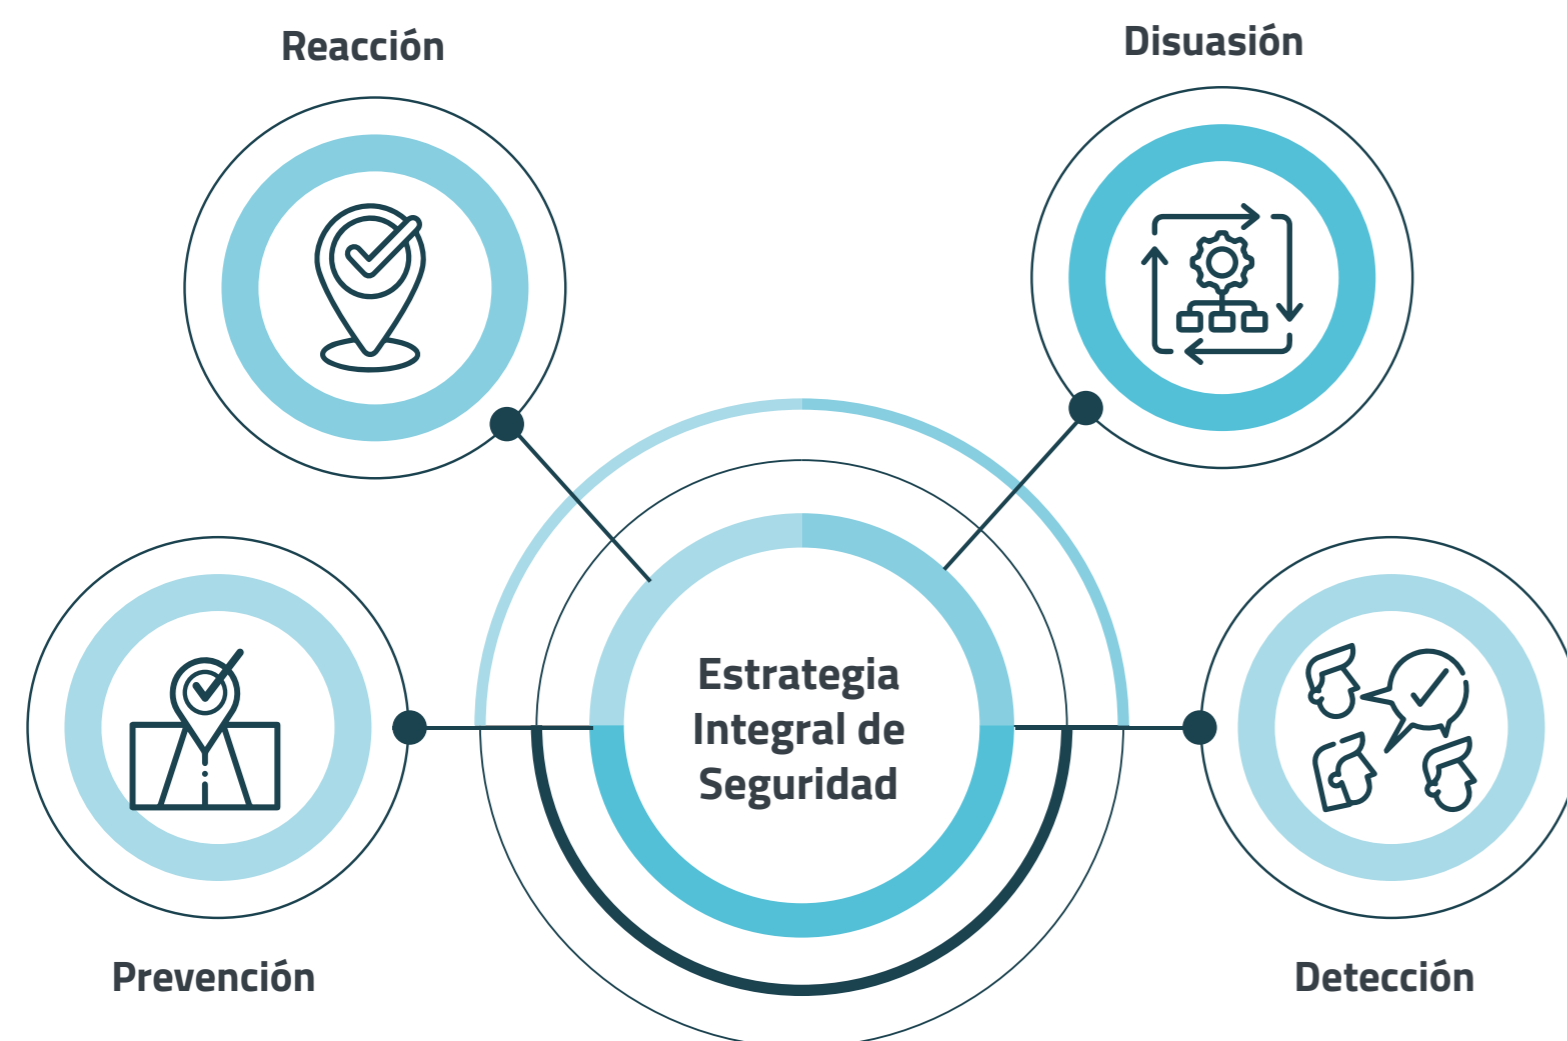 Reacción
Disuasión
Estrategia
Integral de
Seguridad
Prevención
Detección